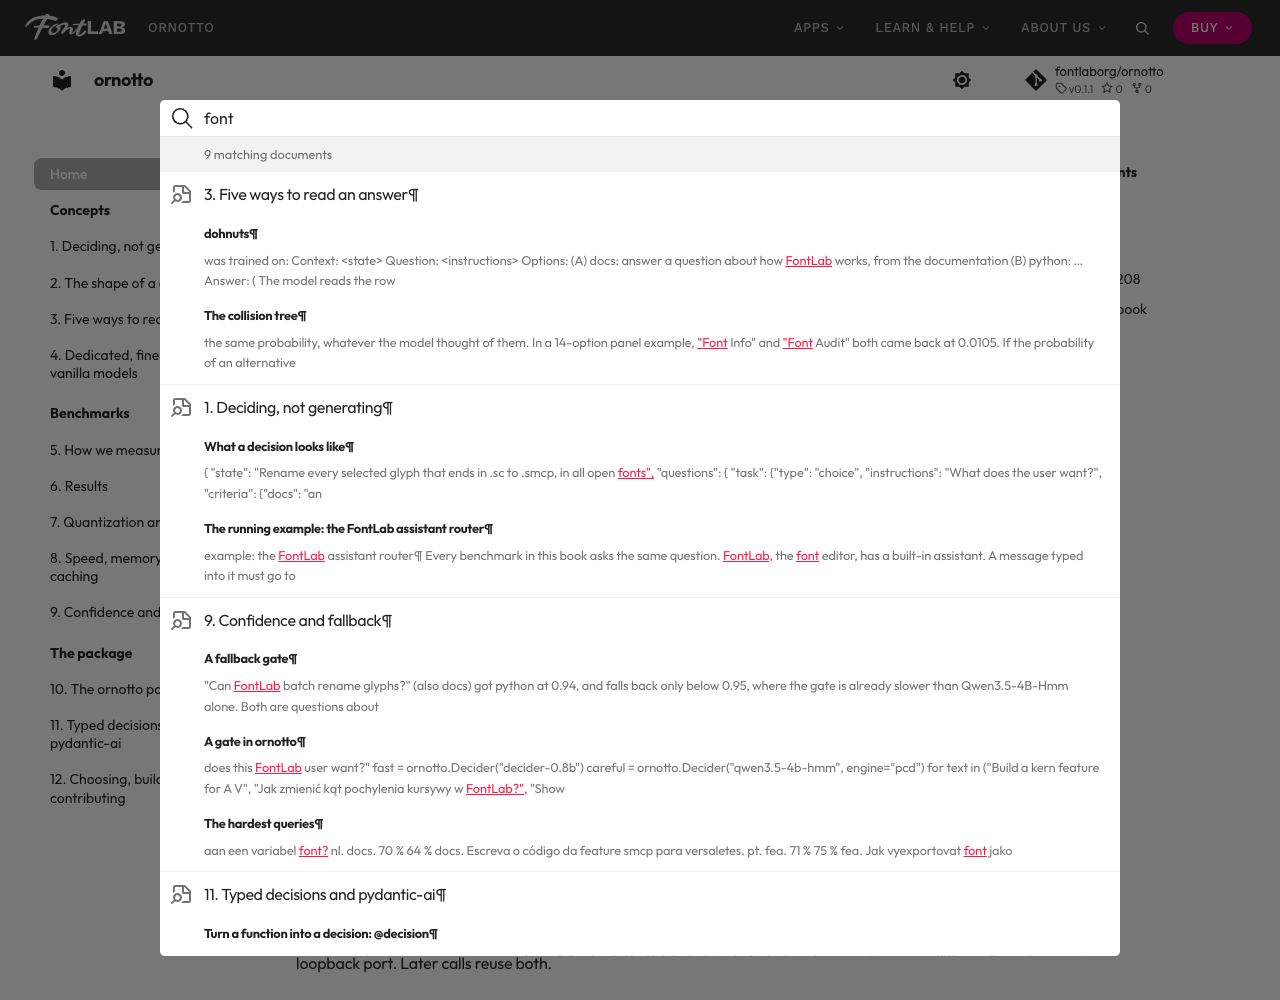 FontLAB ORNOTTO APPS LEARN & HELP ABOUT US BUY
ornotto
fontlaborg/ornotto
v0.1.1 0 0
font
9 matching documents
Home
Concepts
1. Deciding, not ge
2. The shape of a
3. Five ways to rea
4. Dedicated, fine
vanilla models
Benchmarks
5. How we measur
6. Results
7. Quantization an
8. Speed, memory
caching
9. Confidence and
The package
10. The ornotto pa
11. Typed decisions
pydantic-ai
12. Choosing, build
contributing
3. Five ways to read an answer¶
dohnuts¶
was trained on: Context: <state> Question: <instructions> Options: (A) docs: answer a question about how FontLab works, from the documentation (B) python: ...
Answer: ( The model reads the row
The collision tree¶
the same probability, whatever the model thought of them. In a 14-option panel example, "Font Info" and "Font Audit" both came back at 0.0105. If the probability
of an alternative
1. Deciding, not generating¶
What a decision looks like¶
{ "state": "Rename every selected glyph that ends in .sc to .smcp, in all open fonts", "questions": { "task": {"type": "choice", "instructions": "What does the user want?",
"criteria": {"docs": "an
The running example: the FontLab assistant router¶
example: the FontLab assistant router¶ Every benchmark in this book asks the same question. FontLab, the font editor, has a built-in assistant. A message typed
into it must go to
9. Confidence and fallback¶
A fallback gate¶
"Can FontLab batch rename glyphs?" (also docs) got python at 0.94, and falls back only below 0.95, where the gate is already slower than Qwen3.5-4B-Hmm
alone. Both are questions about
A gate in ornotto¶
does this FontLab user want?" fast = ornotto.Decider("decider-0.8b") careful = ornotto.Decider("qwen3.5-4b-hmm", engine="pcd") for text in ("Build a kern feature
for A V", "Jak zmienić kąt pochylenia kursywy w FontLab?", "Show
The hardest queries¶
aan een variabel font? nl. docs. 70 % 64 % docs. Escreva o código da feature smcp para versaletes. pt. fea. 71 % 75 % fea. Jak vyexportovat font jako
11. Typed decisions and pydantic-ai¶
Turn a function into a decision: @decision¶
nts
208
book
loopback port. Later calls reuse both.